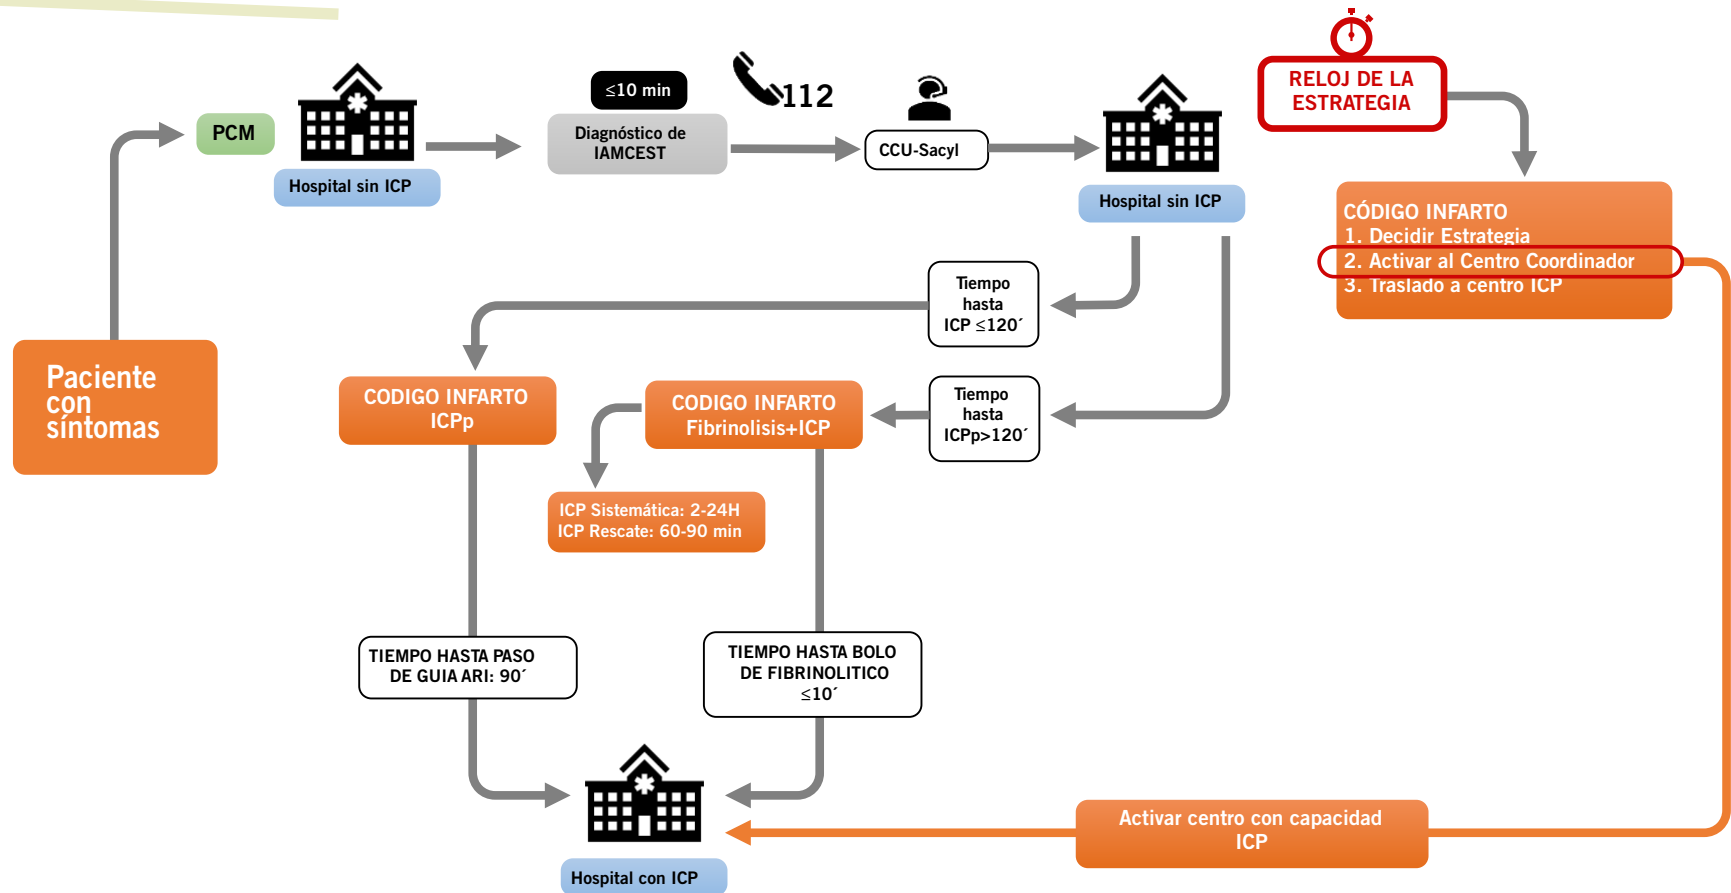 RELOJ DE LA
ESTRATEGIA
≤10 min
112
PCM
Diagnóstico de
IAMCEST
CCU-Sacyl
Hospital sin ICP
Hospital sin ICP
CÓDIGO INFARTO
1. Decidir Estrategia
2. Activar al Centro Coordinador
3. Traslado a centro ICP
Tiempo
hasta
ICP ≤120´
Paciente
con
síntomas
CODIGO INFARTO
ICPp
CODIGO INFARTO
Fibrinolisis+ICP
Tiempo
hasta
ICPp>120´
ICP Sistemática: 2-24H
ICP Rescate: 60-90 min
TIEMPO HASTA PASO
DE GUIA ARI: 90´
TIEMPO HASTA BOLO
DE FIBRINOLITICO
≤10´
Activar centro con capacidad
ICP
Hospital con ICP